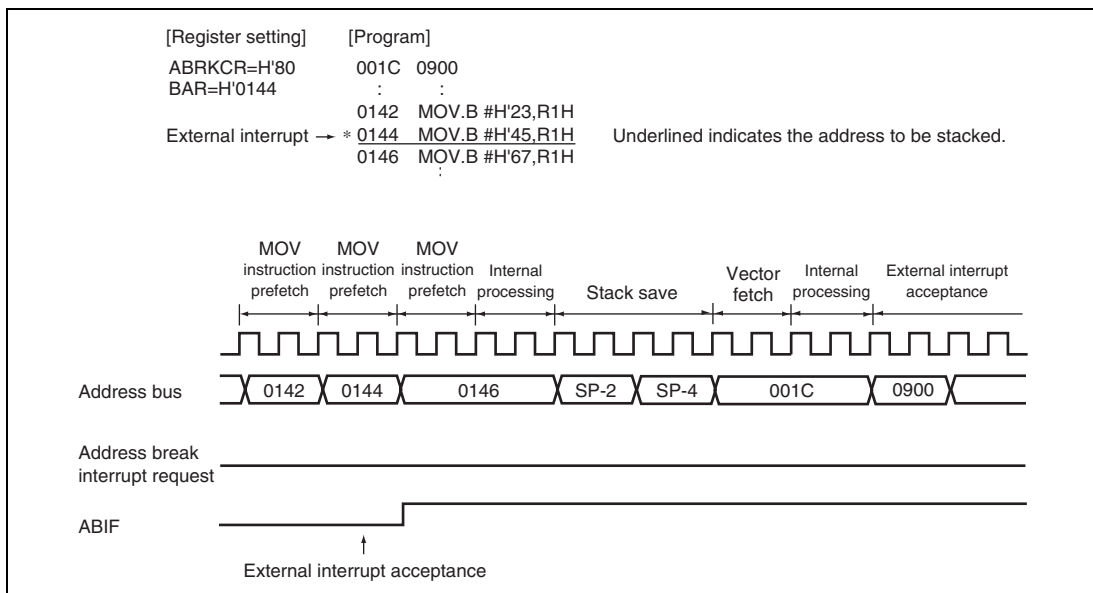 [Register setting] [Program]
ABRKCR=H'80 001C 0900
BAR=H'0144 : :
0142 MOV.B #H'23,R1H
External interrupt → * 0144 MOV.B #H'45,R1H Underlined indicates the address to be stacked.
0146 MOV.B #H'67,R1H
:
MOV instruction prefetch
MOV instruction prefetch
MOV instruction prefetch
Internal processing
Stack save
Vector fetch
Internal processing
External interrupt acceptance
Address bus 0142 0144 0146 SP-2 SP-4 001C 0900
Address break
interrupt request
ABIF
External interrupt acceptance